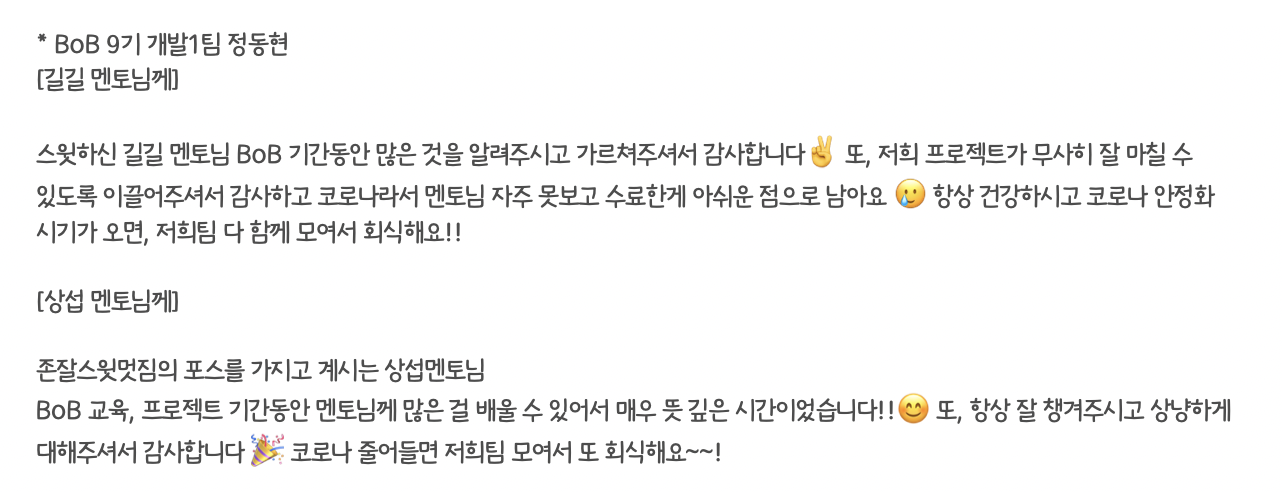 * BoB 9기 개발1팀 정동현
[길길 멘토님께]
스윗하신 길길 멘토님 BoB 기간동안 많은 것을 알려주시고 가르쳐주셔서 감사합니다✌️ 또, 저희 프로젝트가 무사히 잘 마칠 수
있도록 이끌어주셔서 감사하고 코로나라서 멘토님 자주 못보고 수료한게 아쉬운 점으로 남아요 🥲 항상 건강하시고 코로나 안정화
시기가 오면, 저희팀 다 함께 모여서 회식해요!!
[상섭 멘토님께]
존잘스윗멋짐의 포스를 가지고 계시는 상섭멘토님
BoB 교육, 프로젝트 기간동안 멘토님께 많은 걸 배울 수 있어서 매우 뜻 깊은 시간이었습니다!!😊 또, 항상 잘 챙겨주시고 상냥하게
대해주셔서 감사합니다🎉 코로나 줄어들면 저희팀 모여서 또 회식해요~~!